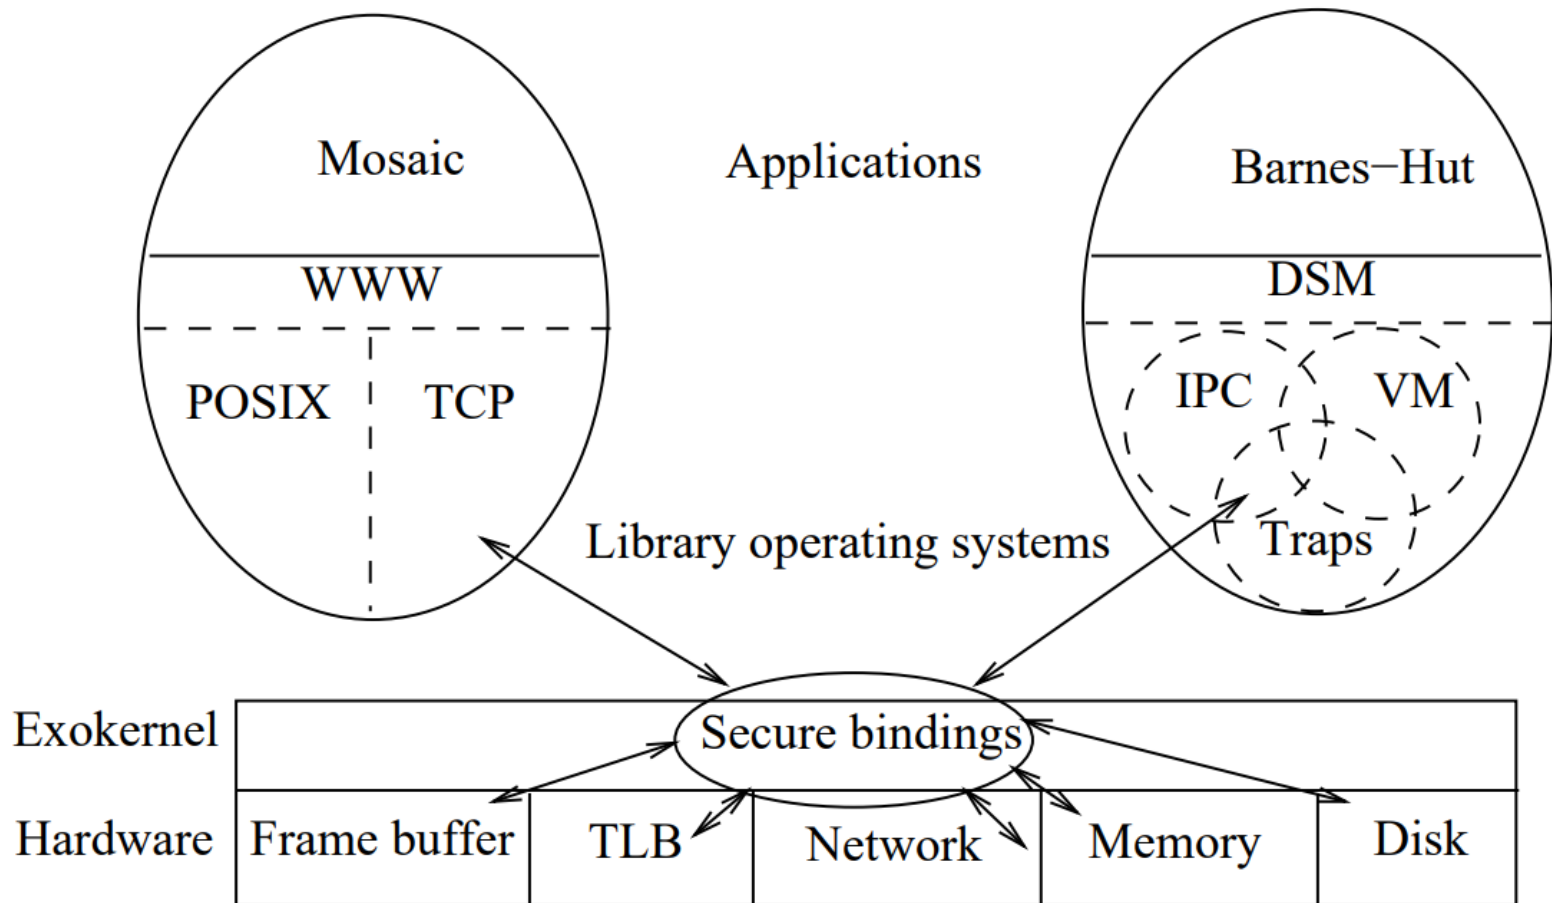 Mosaic
Applications
Barnes−Hut
WWW
DSM
POSIX
TCP
IPC
VM
Library operating systems
Traps
Exokernel
Secure bindings
Hardware
Frame buffer
TLB
Network
Memory
Disk